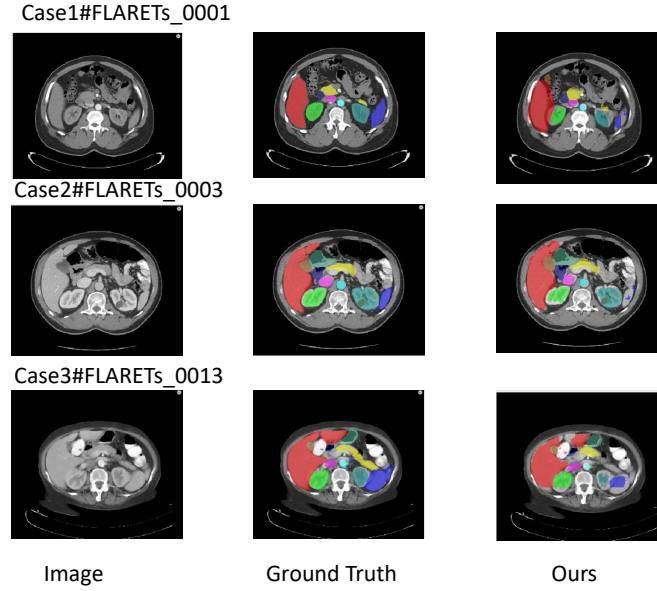 Case1#FLARETs_0001
Case2#FLARETs_0003
Case3#FLARETs_0013
Image Ground Truth Ours